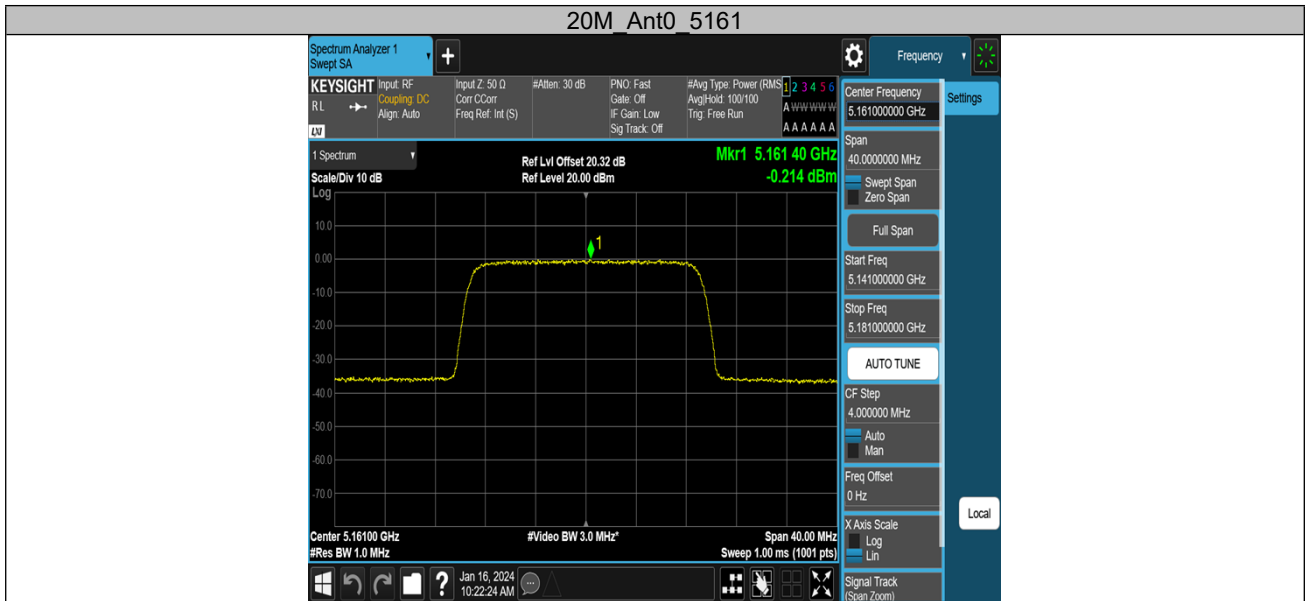 20M_Ant0_5161
Spectrum Analyzer 1
Swept SA
+
Frequency
KEYSIGHT
RL
LXI
Input: RF
Coupling: DC
Align: Auto
Input Z: 50 Ω
Corr CCorr
Freq Ref: Int (S)
#Atten: 30 dB
PNO: Fast
Gate: Off
IF Gain: Low
Sig Track: Off
#Avg Type: Power (RMS
Avg|Hold: 100/100
Trig: Free Run
1 2 3 4 5 6
A W W W W W
A A A A A A
1 Spectrum
Scale/Div 10 dB
Log
Ref Lvl Offset 20.32 dB
Ref Level 20.00 dBm
Mkr1 5.161 40 GHz
-0.214 dBm
10.0
0.00
-10.0
-20.0
-30.0
-40.0
-50.0
-60.0
-70.0
1
Center 5.16100 GHz
#Res BW 1.0 MHz
#Video BW 3.0 MHz*
Span 40.00 MHz
Sweep 1.00 ms (1001 pts)
?
Jan 16, 2024
10:22:24 AM
Center Frequency
5.161000000 GHz
Span
40.0000000 MHz
Swept Span
Zero Span
Full Span
Start Freq
5.141000000 GHz
Stop Freq
5.181000000 GHz
AUTO TUNE
CF Step
4.000000 MHz
Auto
Man
Freq Offset
0 Hz
X Axis Scale
Log
Lin
Signal Track
(Span Zoom)
Settings
Local